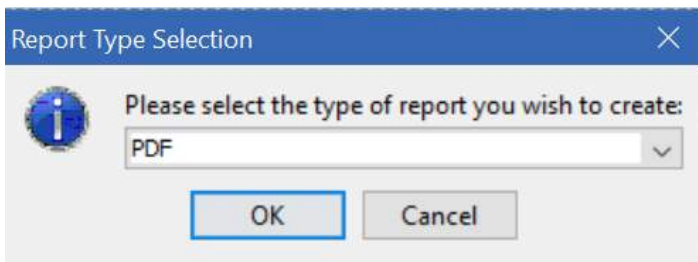 Report Type Selection
Please select the type of report you wish to create:
PDF
OK Cancel